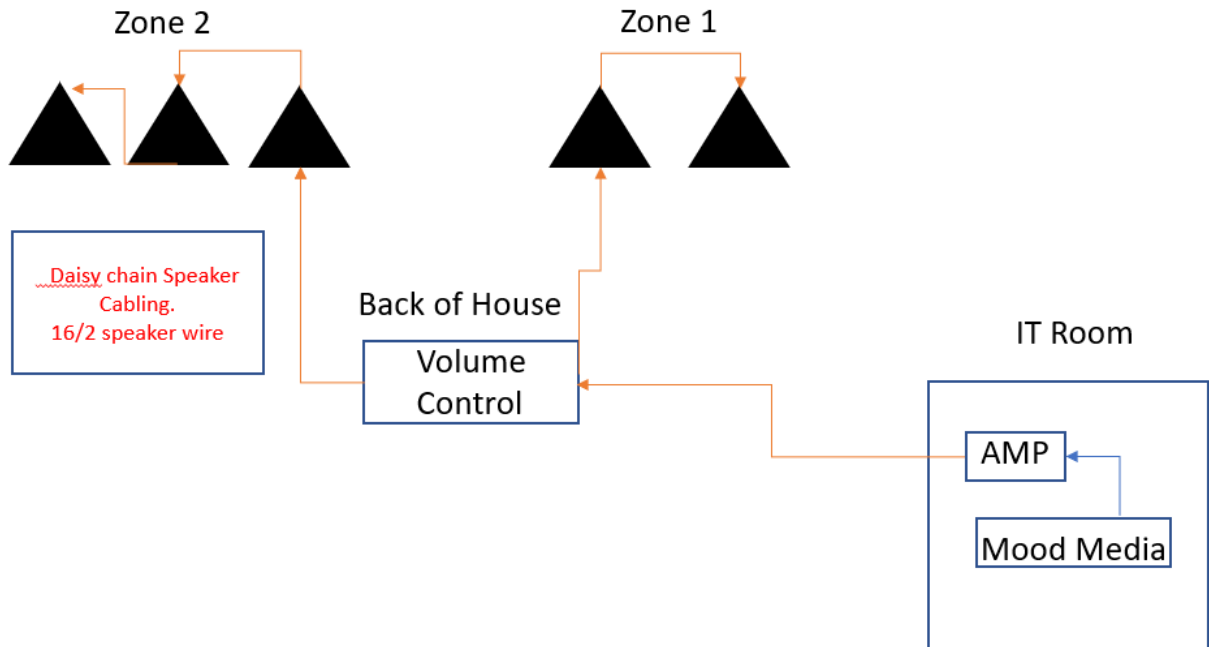 Zone 2
Zone 1
Daisy chain Speaker
Cabling.
16/2 speaker wire
Back of House
Volume
Control
IT Room
AMP
Mood Media